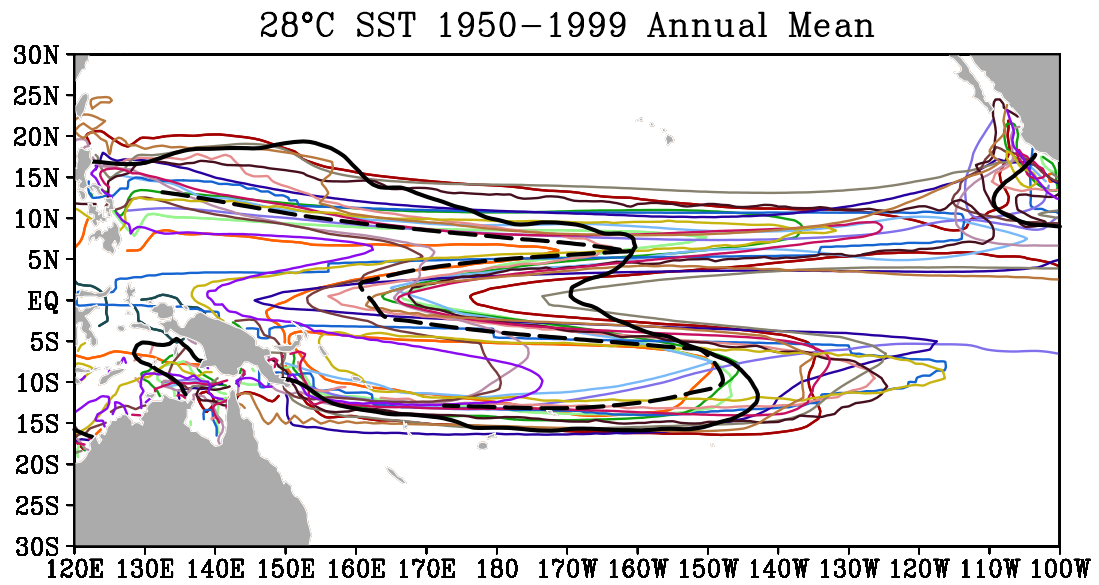 28°C SST 1950−1999 Annual Mean
30N
25N
20N
15N
10N
5N
EQ
5S
10S
15S
20S
25S
30S
120E 130E 140E 150E 160E 170E 180 170W 160W 150W 140W 130W 120W 110W 100W